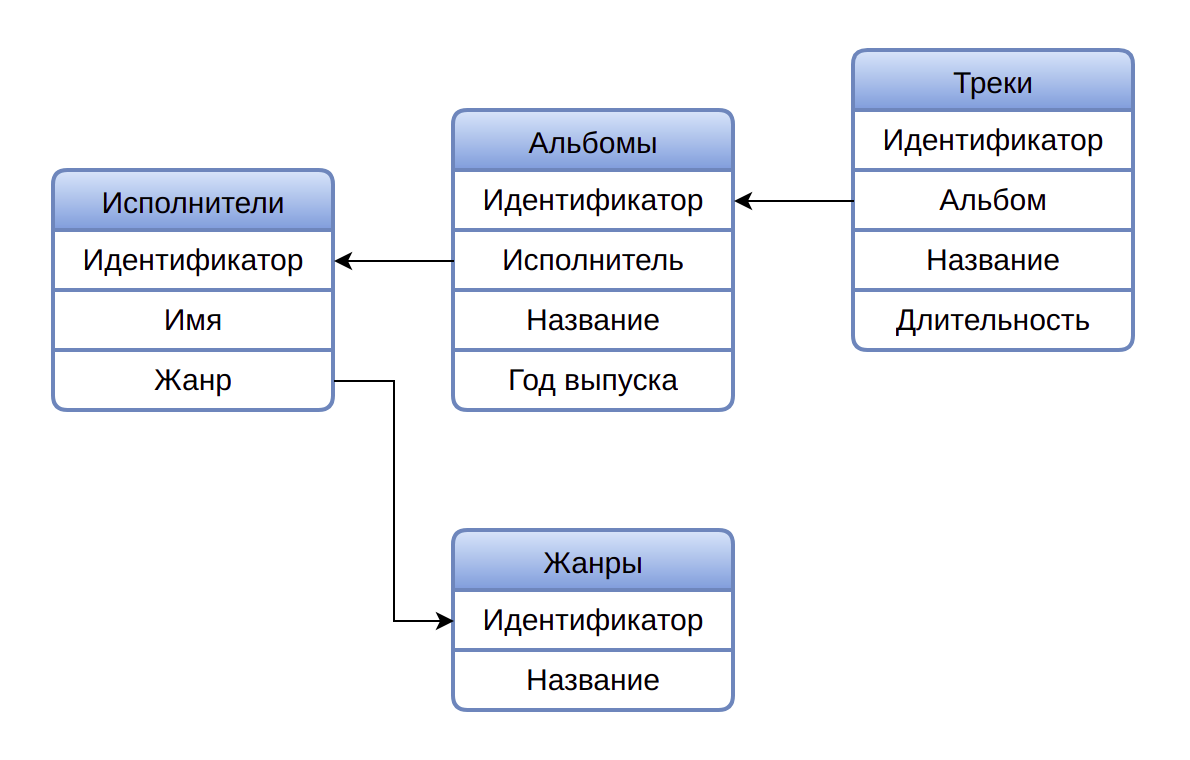 Исполнители
Идентификатор
Имя
Жанр
Альбомы
Идентификатор
Исполнитель
Название
Год выпуска
Треки
Идентификатор
Альбом
Название
Длительность
Жанры
Идентификатор
Название